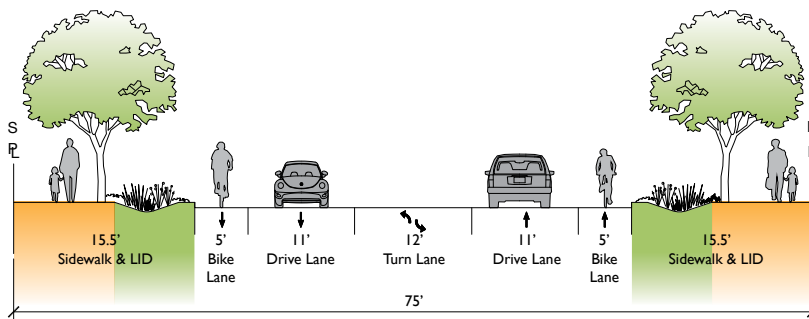 S
15.5’
Sidewalk & LID
5’
Bike
Lane
11’
Drive Lane
12’
Turn Lane
11’
Drive Lane
5’
Bike
Lane
15.5’
Sidewalk & LID
75’